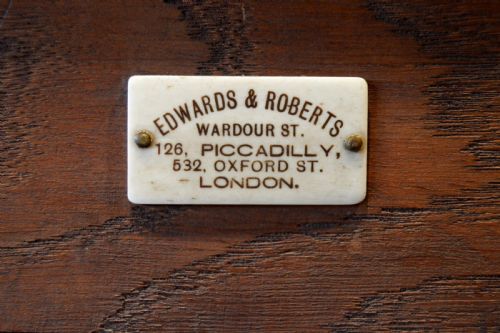 EDWARDS & ROBERTS
WARDOUR ST.
126, PICCADILLY,
532, OXFORD ST.
LONDON.